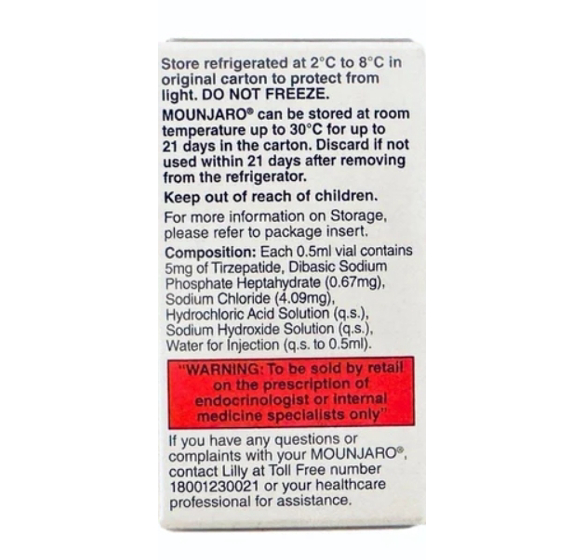 Store refrigerated at 2°C to 8°C in
original carton to protect from
light. DO NOT FREEZE.
MOUNJARO® can be stored at room
temperature up to 30°C for up to
21 days in the carton. Discard if not
used within 21 days after removing
from the refrigerator.
Keep out of reach of children.
For more information on Storage,
please refer to package insert.
Composition: Each 0.5ml vial contains
5mg of Tirzepatide, Dibasic Sodium
Phosphate Heptahydrate (0.67mg),
Sodium Chloride (4.09mg),
Hydrochloric Acid Solution (q.s.),
Sodium Hydroxide Solution (q.s.),
Water for Injection (q.s. to 0.5ml).
"WARNING: To be sold by retail
on the prescription of
endocrinologist or internal
medicine specialists only"
If you have any questions or
complaints with your MOUNJARO®,
contact Lilly at Toll Free number
18001230021 or your healthcare
professional for assistance.